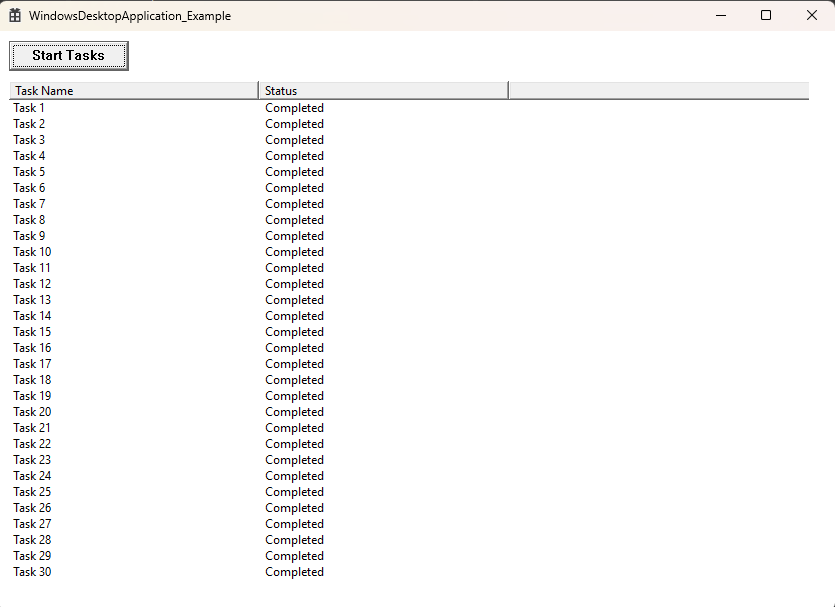 WindowsDesktopApplication_Example
Start Tasks
Task Name Status
Task 1 Completed
Task 2 Completed
Task 3 Completed
Task 4 Completed
Task 5 Completed
Task 6 Completed
Task 7 Completed
Task 8 Completed
Task 9 Completed
Task 10 Completed
Task 11 Completed
Task 12 Completed
Task 13 Completed
Task 14 Completed
Task 15 Completed
Task 16 Completed
Task 17 Completed
Task 18 Completed
Task 19 Completed
Task 20 Completed
Task 21 Completed
Task 22 Completed
Task 23 Completed
Task 24 Completed
Task 25 Completed
Task 26 Completed
Task 27 Completed
Task 28 Completed
Task 29 Completed
Task 30 Completed